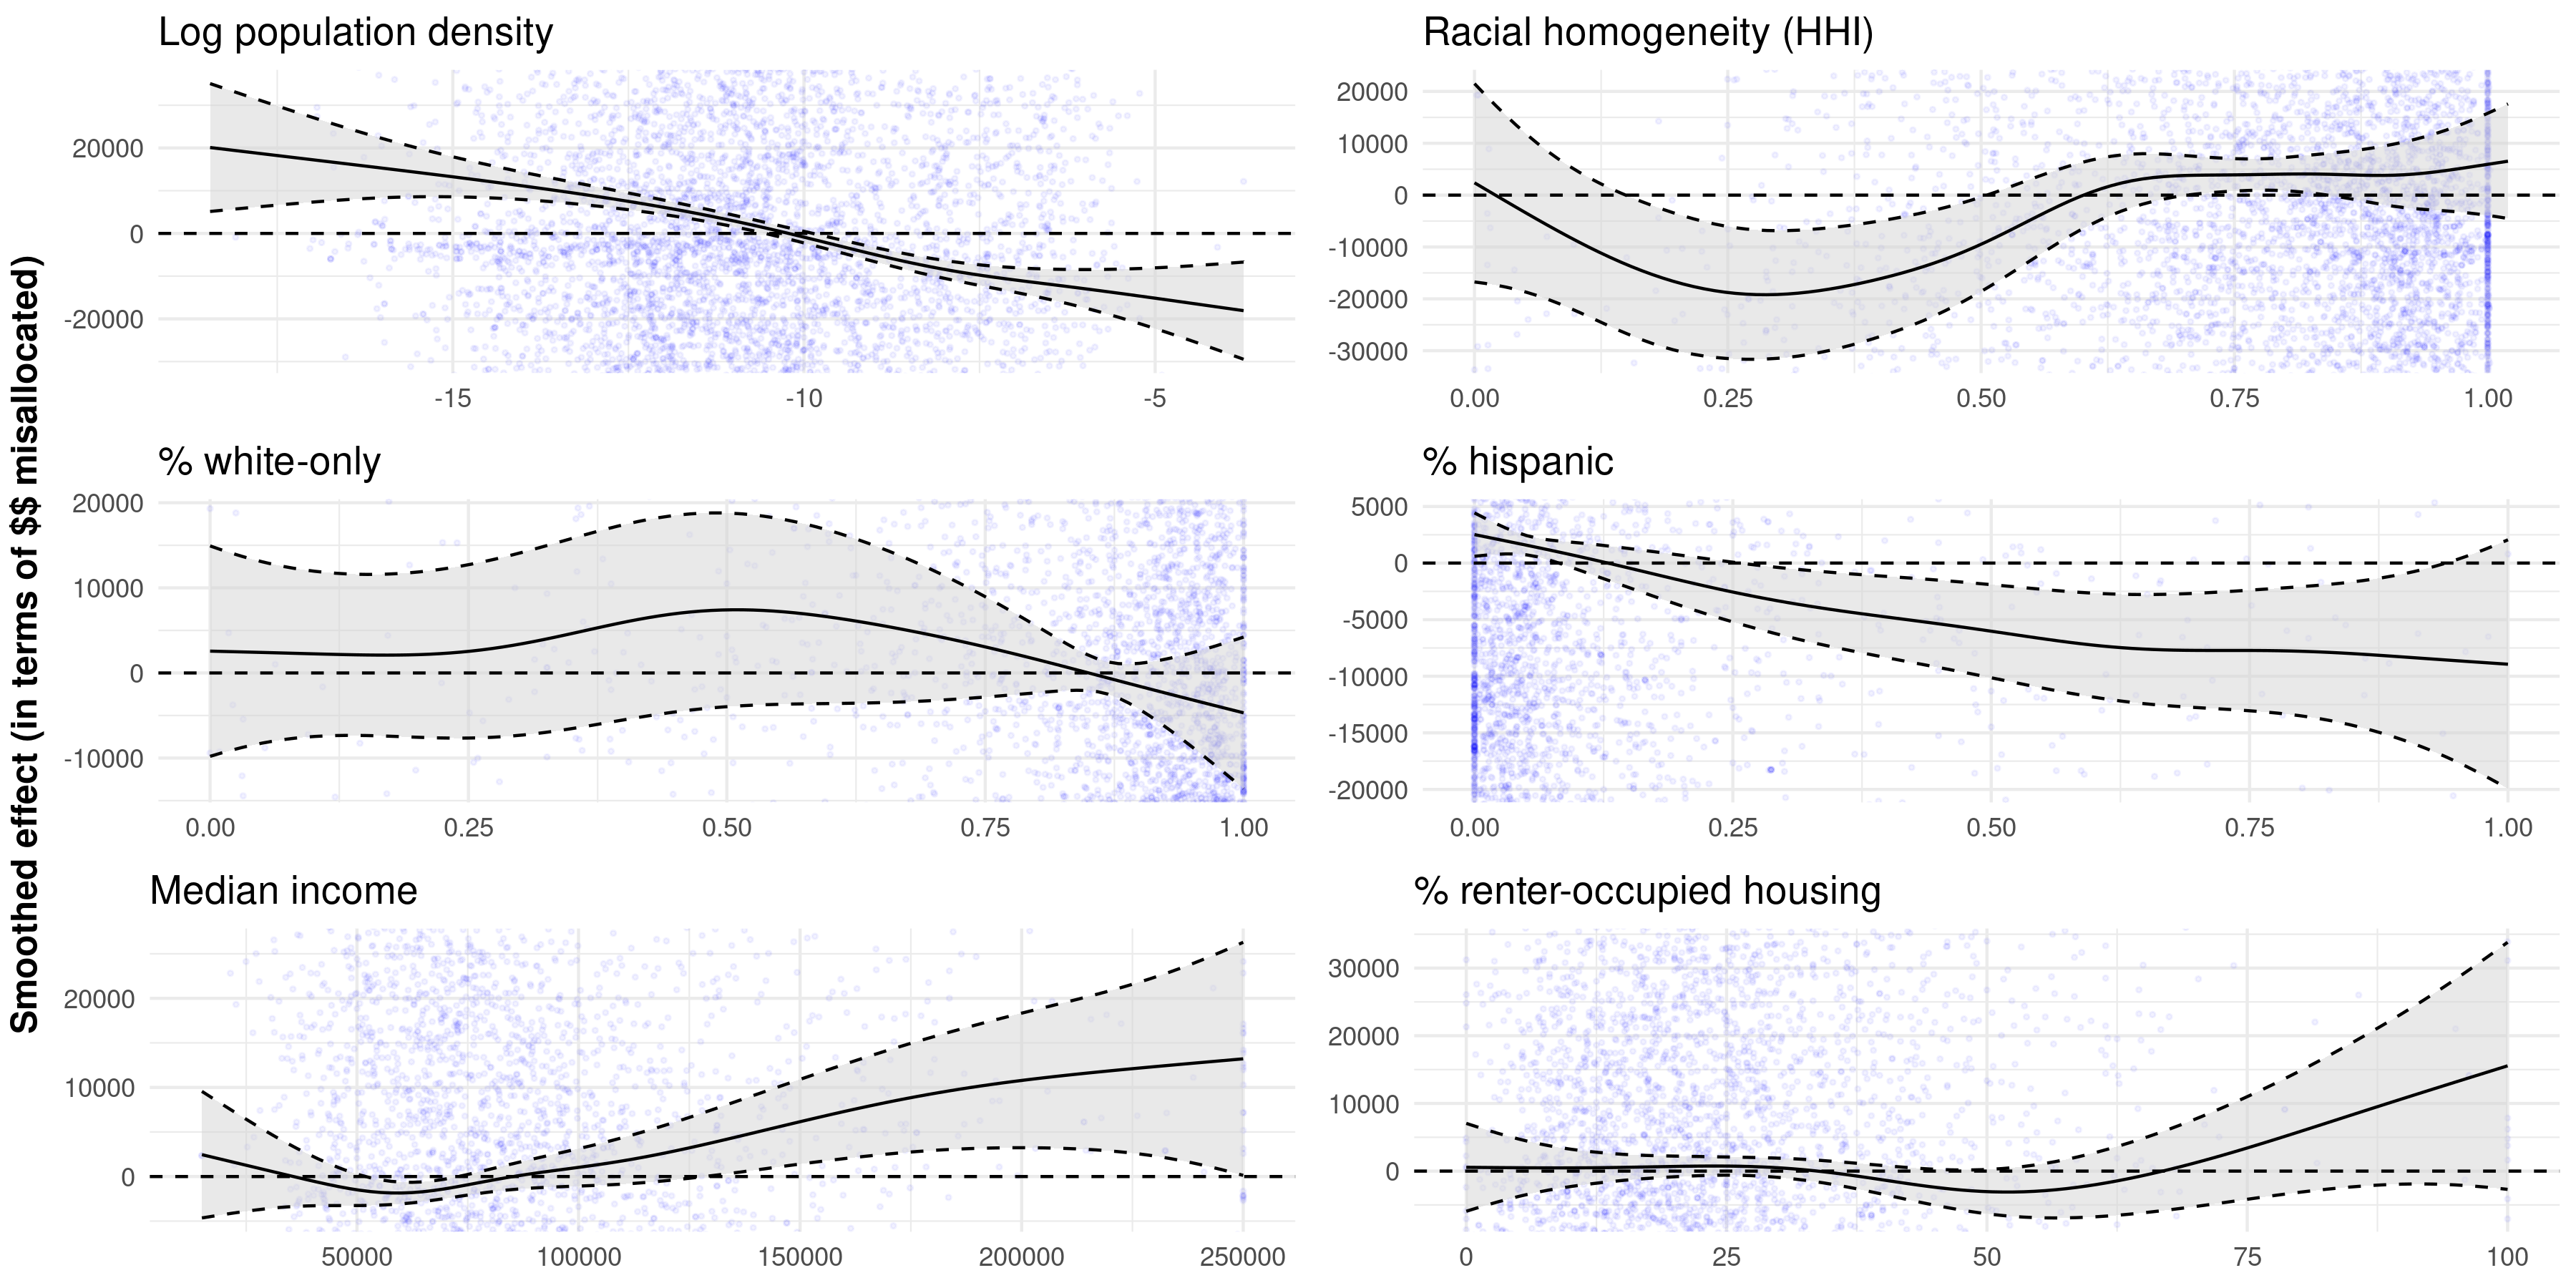 Smoothed effect (in terms of $$ misallocated)
Log population density
20000
0
-20000
-15 -10 -5
Racial homogeneity (HHI)
20000
10000
0
-10000
-20000
-30000
0.00 0.25 0.50 0.75 1.00
% white-only
20000
10000
0
-10000
0.00 0.25 0.50 0.75 1.00
% hispanic
5000
0
-5000
-10000
-15000
-20000
0.00 0.25 0.50 0.75 1.00
Median income
20000
10000
0
50000 100000 150000 200000 250000
% renter-occupied housing
30000
20000
10000
0
0 25 50 75 100